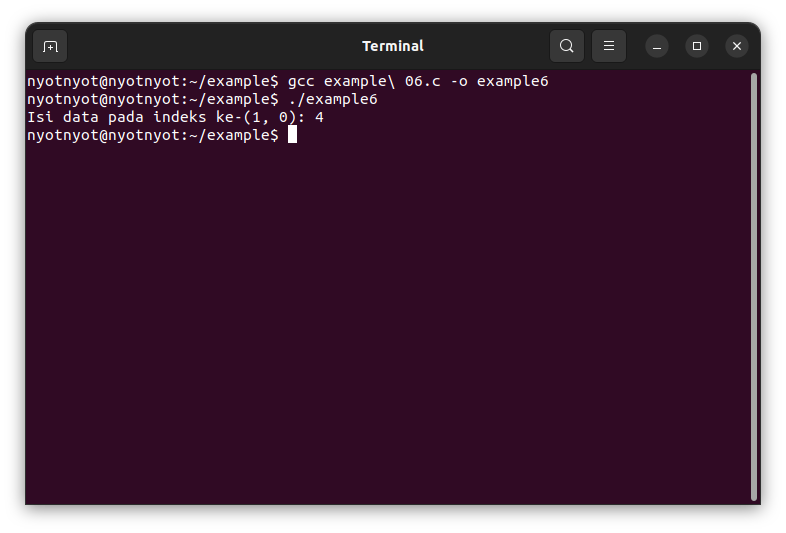 Terminal
nyotnyot@nyotnyot:~/example$ gcc example\ 06.c -o example6
nyotnyot@nyotnyot:~/example$ ./example6
Isi data pada indeks ke-(1, 0): 4
nyotnyot@nyotnyot:~/example$